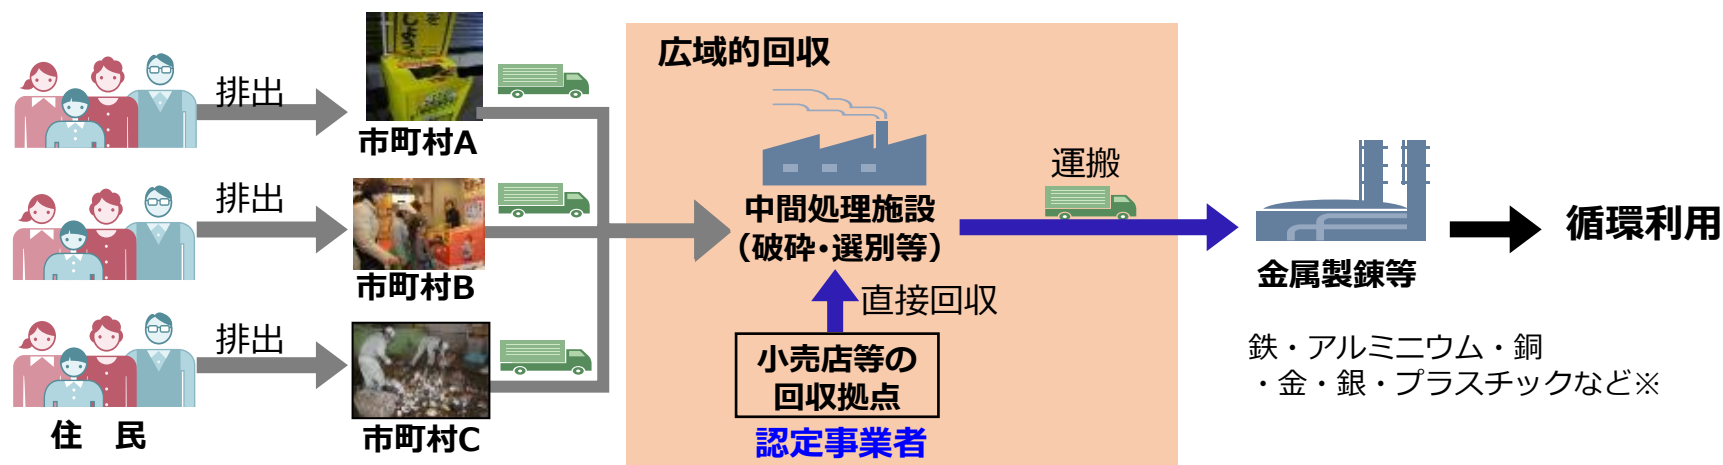 広域的回収
排出
市町村A
排出
市町村B
排出
市町村C
住 民
中間処理施設
（破砕・選別等）
直接回収
小売店等の
回収拠点
認定事業者
運搬
金属製錬等
循環利用
鉄・アルミニウム・銅
・金・銀・プラスチックなど※